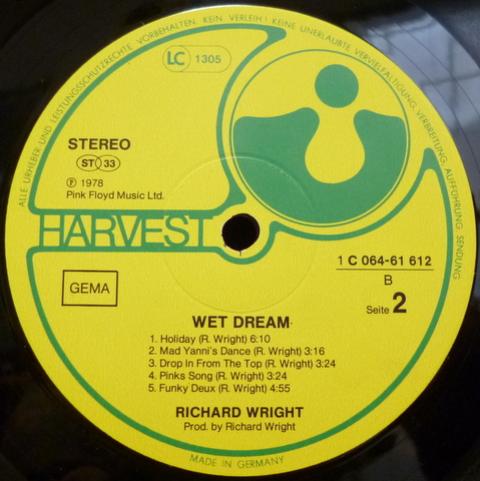 ALLE URHEBER UND LEISTUNGSSCHUTZRECHTE VORBEHALTEN. KEIN VERLEIH! KEINE UNERLAUBTE VERVIELFÄLTIGUNG, VERBREITUNG, AUFFÜHRUNG, SENDUNG
LC 1305
STEREO
ST 33
Ⓟ 1978
Pink Floyd Music Ltd.
HARVEST
1 C 064-61 612
B
Seite 2
GEMA
WET DREAM
1. Holiday (R. Wright) 6:10
2. Mad Yanni's Dance (R. Wright) 3:16
3. Drop In From The Top (R. Wright) 3:24
4. Pinks Song (R. Wright) 3:24
5. Funky Deux (R. Wright) 4:55
RICHARD WRIGHT
Prod. by Richard Wright
MADE IN GERMANY